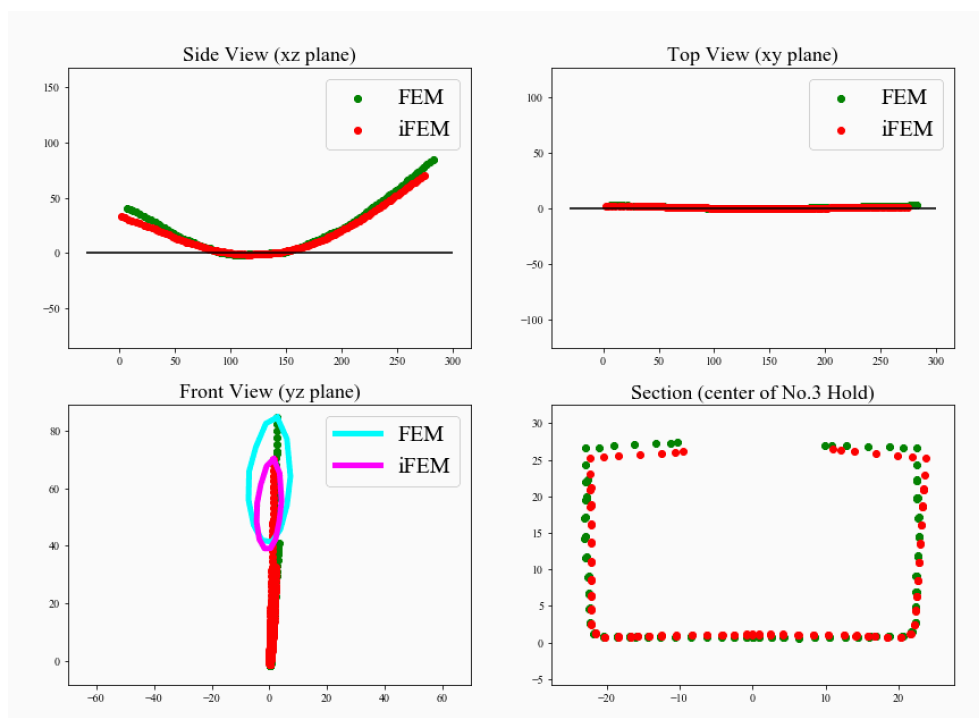 Side View (xz plane)
150
100
50
0
−50
0 50 100 150 200 250 300
FEM
iFEM
Top View (xy plane)
100
50
0
−50
−100
0 50 100 150 200 250 300
FEM
iFEM
Front View (yz plane)
80
60
40
20
0
−60 −40 −20 0 20 40 60
FEM
iFEM
Section (center of No.3 Hold)
30
25
20
15
10
5
0
−5
−20 −10 0 10 20